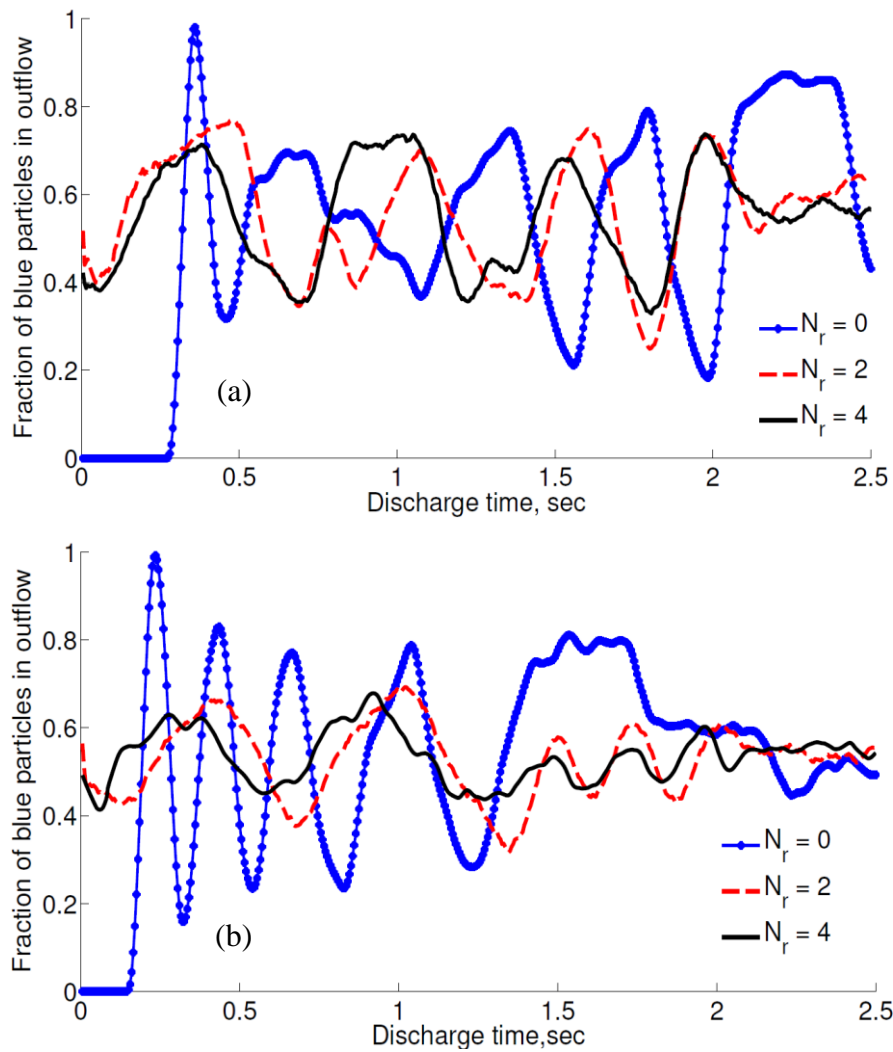 1
0.8
0.6
0.4
0.2
0
Fraction of blue particles in outflow
(a)
N_r = 0
N_r = 2
N_r = 4
0 0.5 1 1.5 2 2.5
Discharge time, sec
1
0.8
0.6
0.4
0.2
0
Fraction of blue particles in outflow
(b)
N_r = 0
N_r = 2
N_r = 4
0 0.5 1 1.5 2 2.5
Discharge time,sec